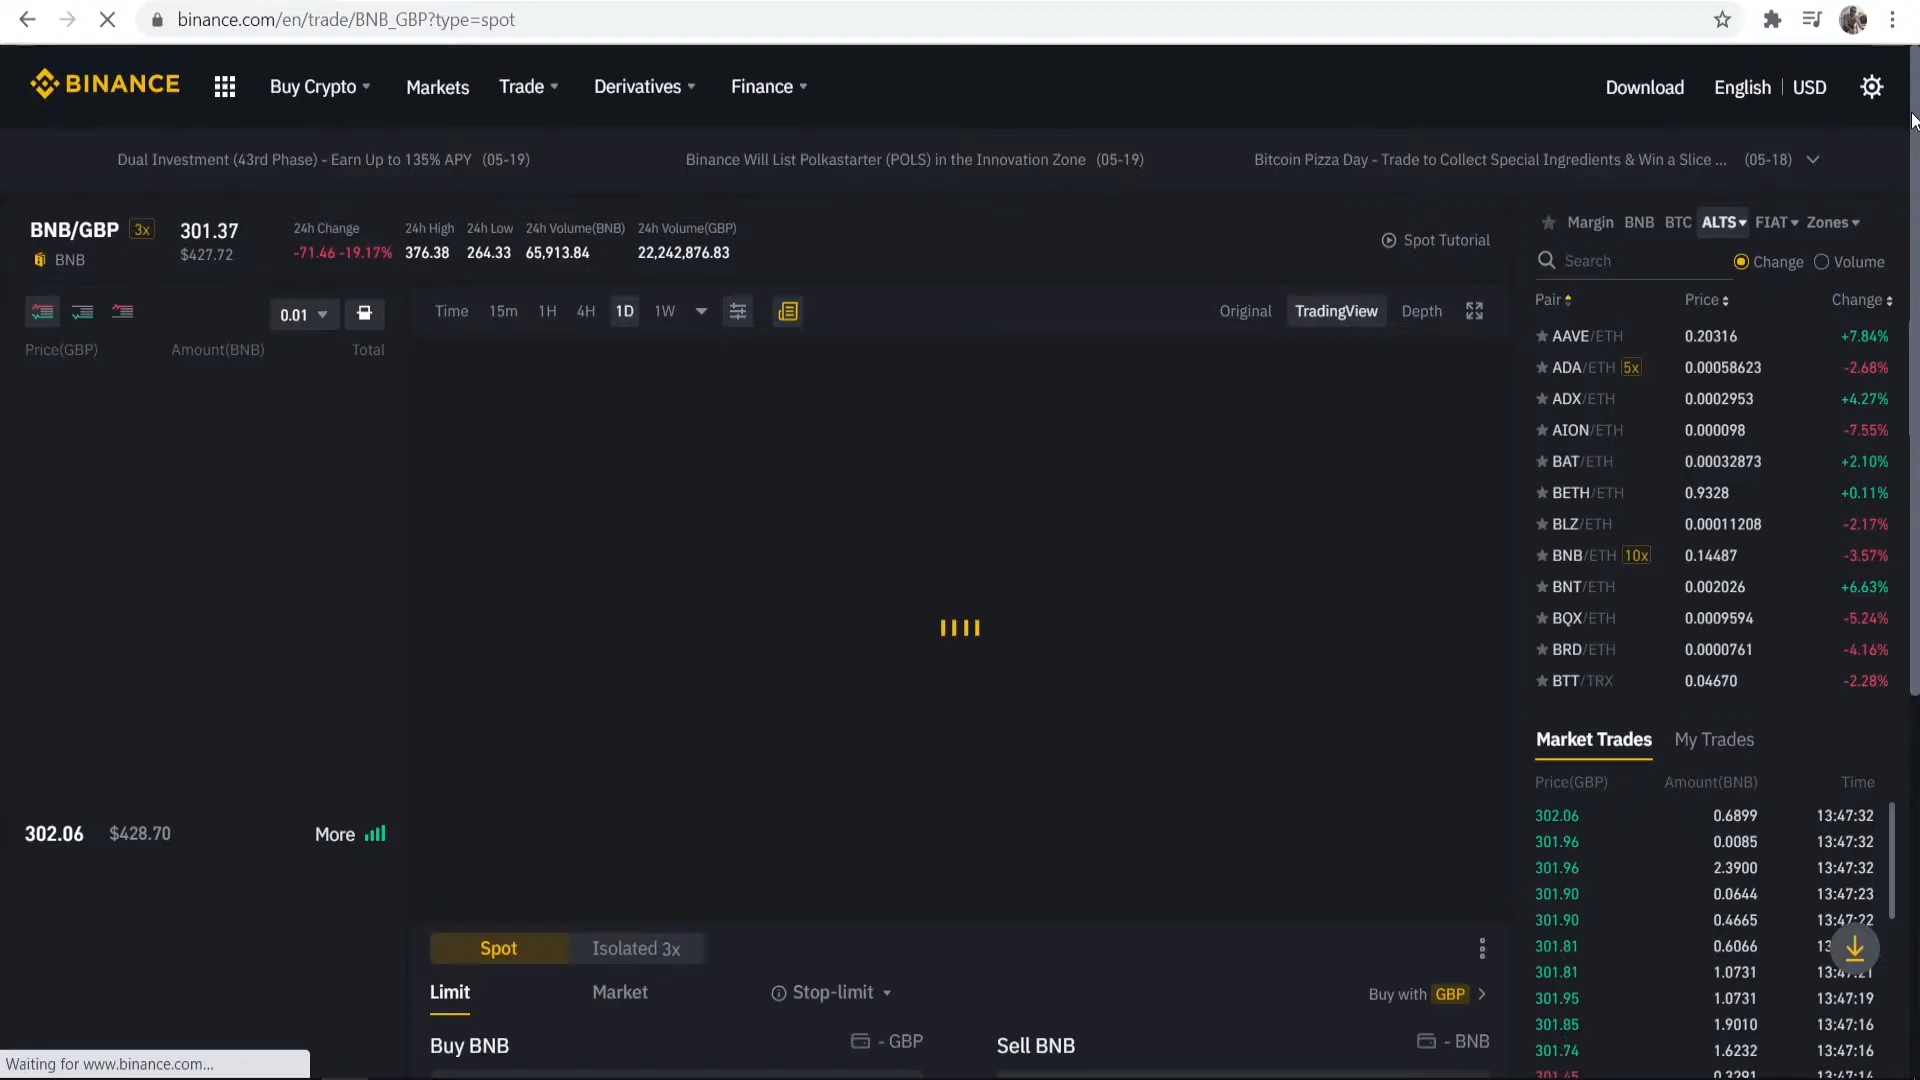 binance.com/en/trade/BNB_GBP?type=spot
BINANCE Buy Crypto Markets Trade Derivatives Finance Download English USD
Dual Investment (43rd Phase) - Earn Up to 135% APY (05-19) Binance Will List Polkastarter (POLS) in the Innovation Zone (05-19) Bitcoin Pizza Day - Trade to Collect Special Ingredients & Win a Slice ... (05-18)
BNB/GBP 3x 301.37 24h Change 24h High 24h Low 24h Volume(BNB) 24h Volume(GBP)
BNB $427.72 -71.46 -19.17% 376.38 264.33 65,913.84 22,242,876.83
Spot Tutorial
0.01
Price(GBP) Amount(BNB) Total
Time 15m 1H 4H 1D 1W Original TradingView Depth
302.06 $428.70 More
Spot Isolated 3x
Limit Market Stop-limit Buy with GBP
Buy BNB - GBP Sell BNB - BNB
Margin BNB BTC ALTS FIAT Zones
Search Change Volume
Pair Price Change
AAVE/ETH 0.20316 +7.84%
ADA/ETH 5x 0.00058623 -2.68%
ADX/ETH 0.0002953 +4.27%
AION/ETH 0.000098 -7.55%
BAT/ETH 0.00032873 +2.10%
BETH/ETH 0.9328 +0.11%
BLZ/ETH 0.00011208 -2.17%
BNB/ETH 10x 0.14487 -3.57%
BNT/ETH 0.002026 +6.63%
BQX/ETH 0.0009594 -5.24%
BRD/ETH 0.0000761 -4.16%
BTT/TRX 0.04670 -2.28%
Market Trades My Trades
Price(GBP) Amount(BNB) Time
302.06 0.6899 13:47:32
301.96 0.0085 13:47:32
301.96 2.3900 13:47:32
301.90 0.0644 13:47:23
301.90 0.4665 13:47:22
301.81 0.6066
301.81 1.0731 13:47:21
301.95 1.0731 13:47:19
301.85 1.9010 13:47:16
301.74 1.6232 13:47:16
301.45 0.3291 13:47:14
Waiting for www.binance.com...